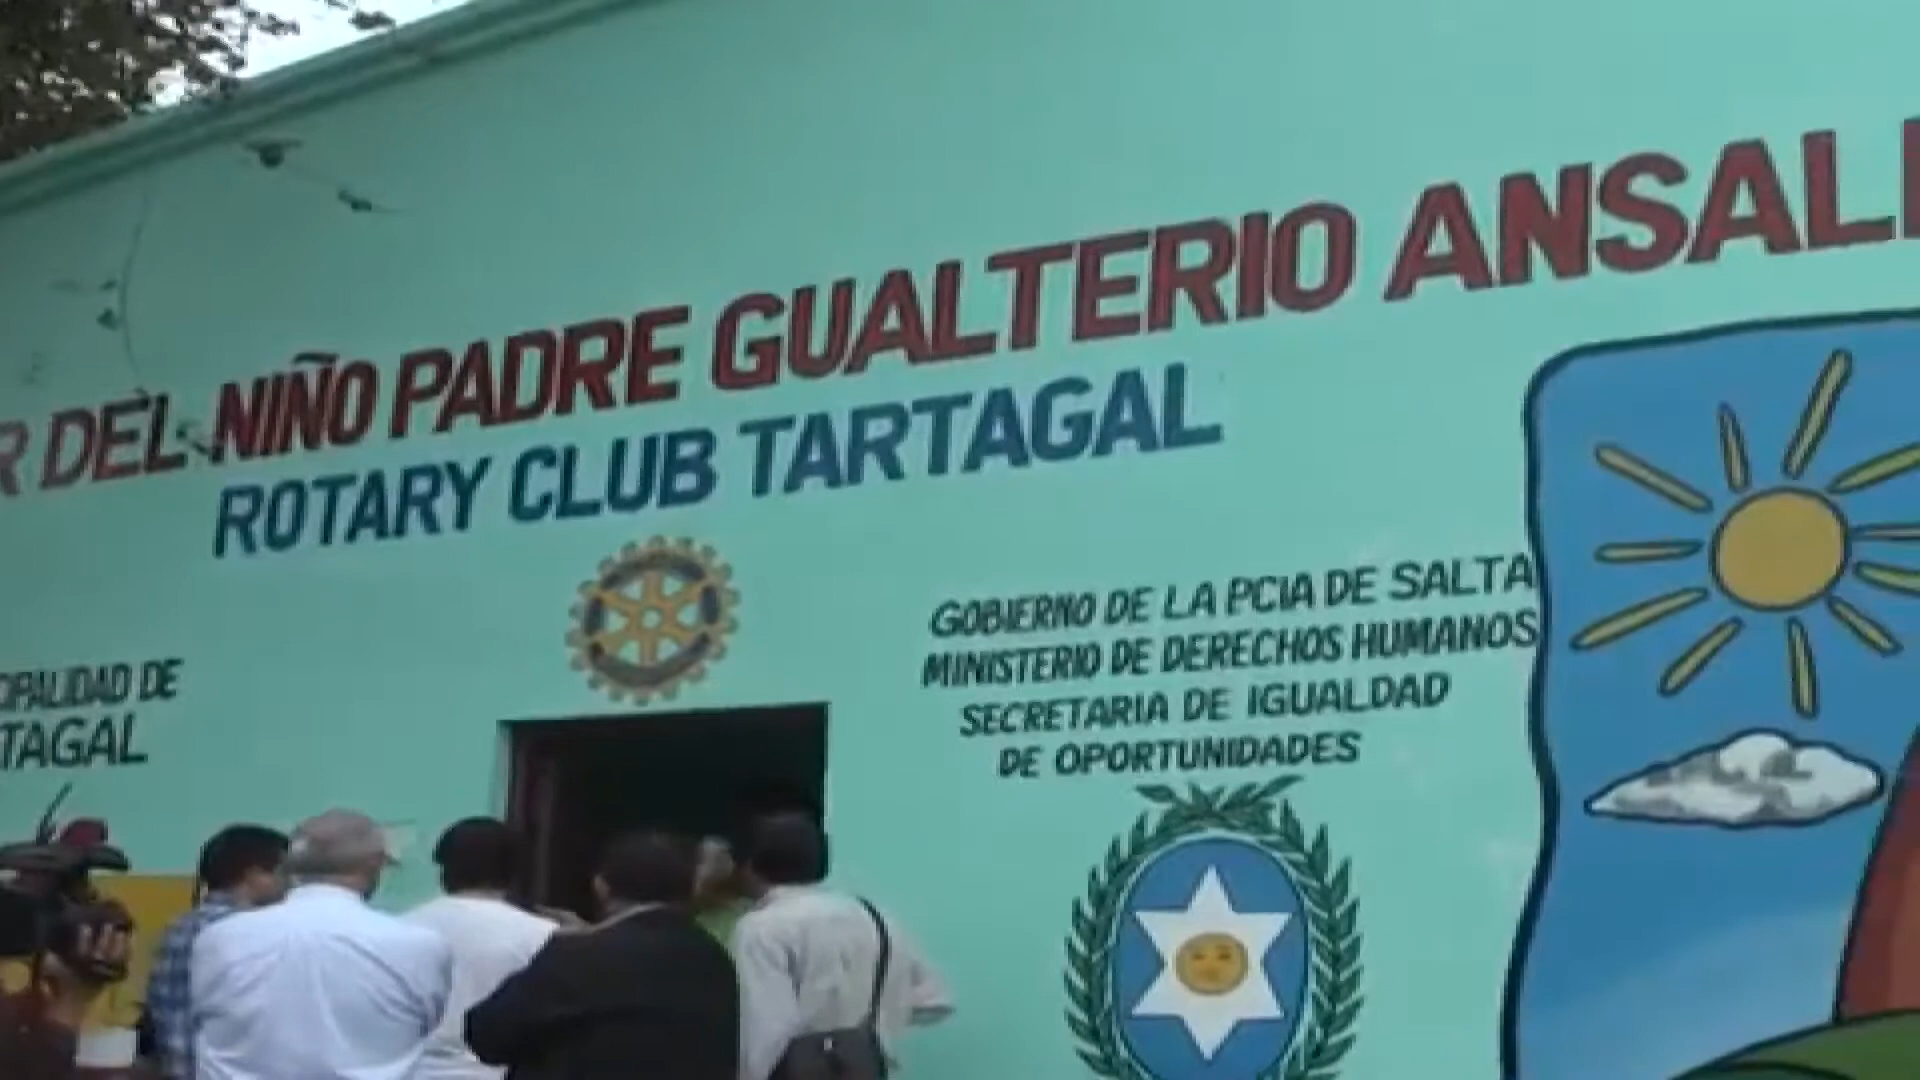 R DEL NIÑO PADRE GUALTERIO ANSAL
ROTARY CLUB TARTAGAL
GOBIERNO DE LA PCIA DE SALTA
MINISTERIO DE DERECHOS HUMANOS
SECRETARIA DE IGUALDAD
DE OPORTUNIDADES
CIPALIDAD DE
TAGAL